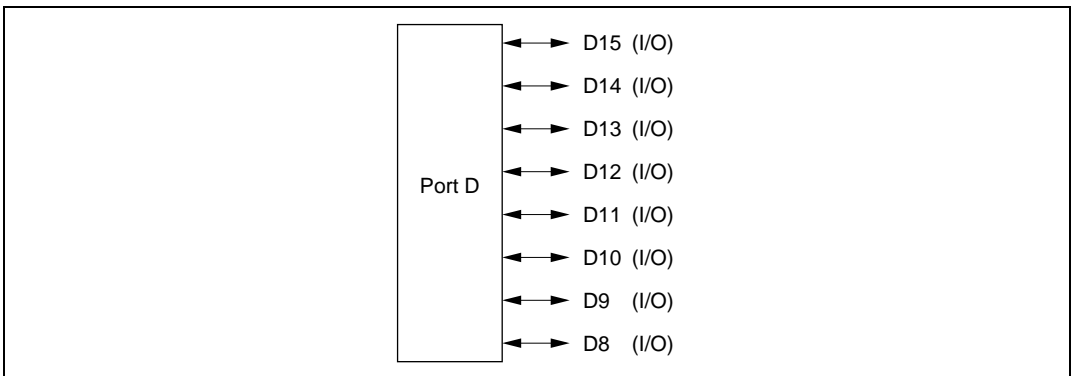 D15 (I/O)
D14 (I/O)
D13 (I/O)
D12 (I/O)
Port D
D11 (I/O)
D10 (I/O)
D9 (I/O)
D8 (I/O)